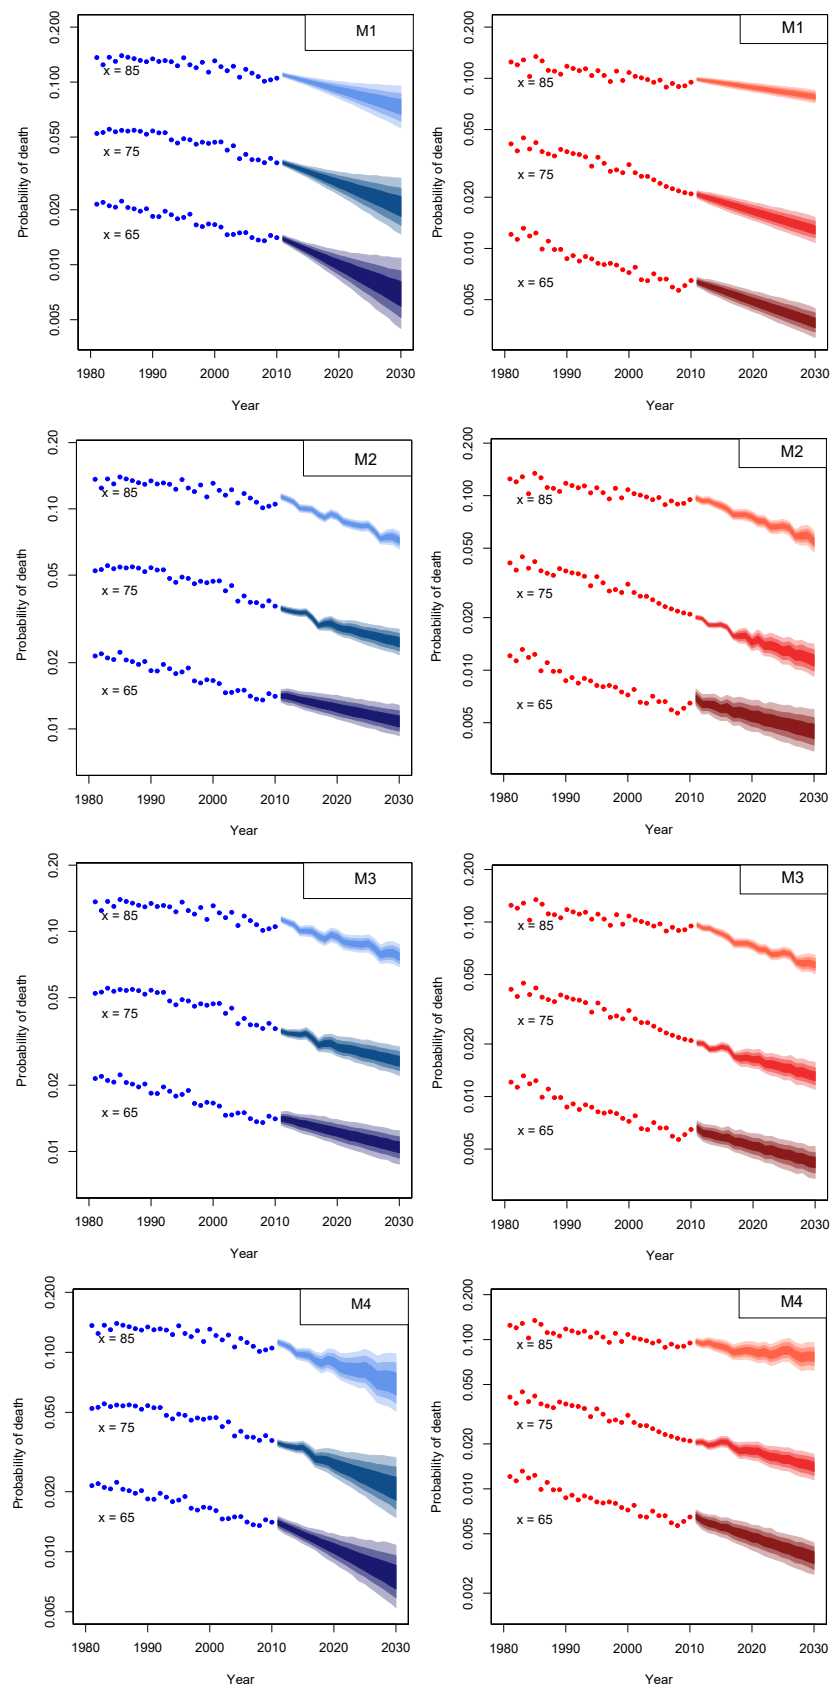 M1
0.200
0.100
0.050
0.020
0.010
0.005
Probability of death
x = 85
x = 75
x = 65
1980 1990 2000 2010 2020 2030
Year
M1
0.200
0.100
0.050
0.020
0.010
0.005
Probability of death
x = 85
x = 75
x = 65
1980 1990 2000 2010 2020 2030
Year
M2
0.20
0.10
0.05
0.02
0.01
Probability of death
x = 85
x = 75
x = 65
1980 1990 2000 2010 2020 2030
Year
M2
0.200
0.100
0.050
0.020
0.010
0.005
Probability of death
x = 85
x = 75
x = 65
1980 1990 2000 2010 2020 2030
Year
M3
0.20
0.10
0.05
0.02
0.01
Probability of death
x = 85
x = 75
x = 65
1980 1990 2000 2010 2020 2030
Year
M3
0.200
0.100
0.050
0.020
0.010
0.005
Probability of death
x = 85
x = 75
x = 65
1980 1990 2000 2010 2020 2030
Year
M4
0.200
0.100
0.050
0.020
0.010
0.005
Probability of death
x = 85
x = 75
x = 65
1980 1990 2000 2010 2020 2030
Year
M4
0.200
0.100
0.050
0.020
0.010
0.005
0.002
Probability of death
x = 85
x = 75
x = 65
1980 1990 2000 2010 2020 2030
Year